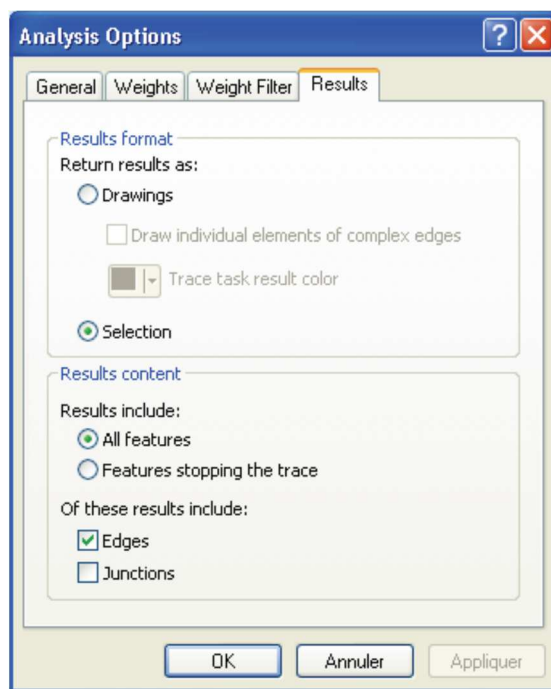 Analysis Options
General Weights Weight Filter Results
Results format
Return results as:
Drawings
Draw individual elements of complex edges
Trace task result color
Selection
Results content
Results include:
All features
Features stopping the trace
Of these results include:
Edges
Junctions
OK Annuler Appliquer